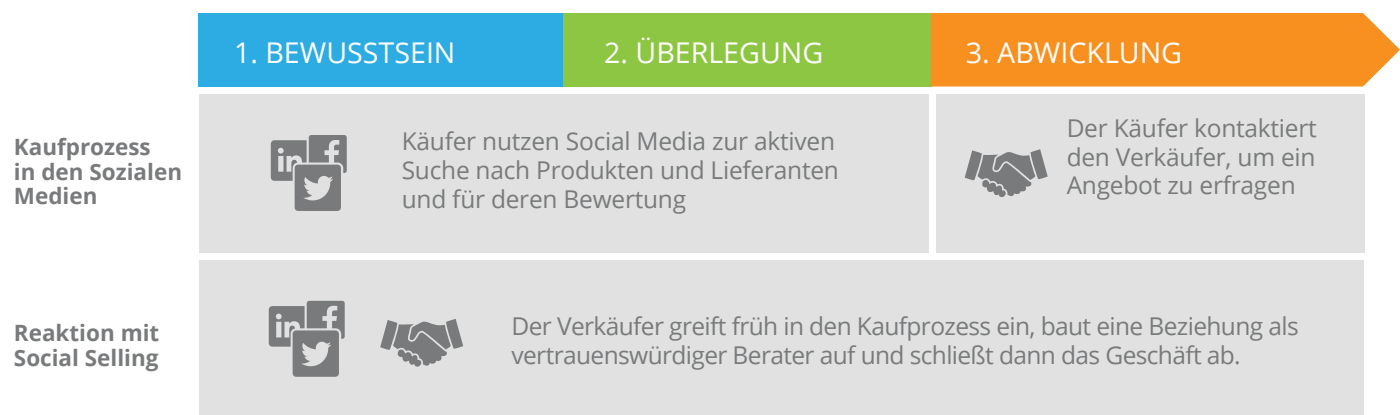 1. BEWUSSTSEIN
2. ÜBERLEGUNG
3. ABWICKLUNG
Kaufprozess
in den Sozialen
Medien
in f
Käufer nutzen Social Media zur aktiven
Suche nach Produkten und Lieferanten
und für deren Bewertung
Der Käufer kontaktiert
den Verkäufer, um ein
Angebot zu erfragen
Reaktion mit
Social Selling
in f
Der Verkäufer greift früh in den Kaufprozess ein, baut eine Beziehung als
vertrauenswürdiger Berater auf und schließt dann das Geschäft ab.